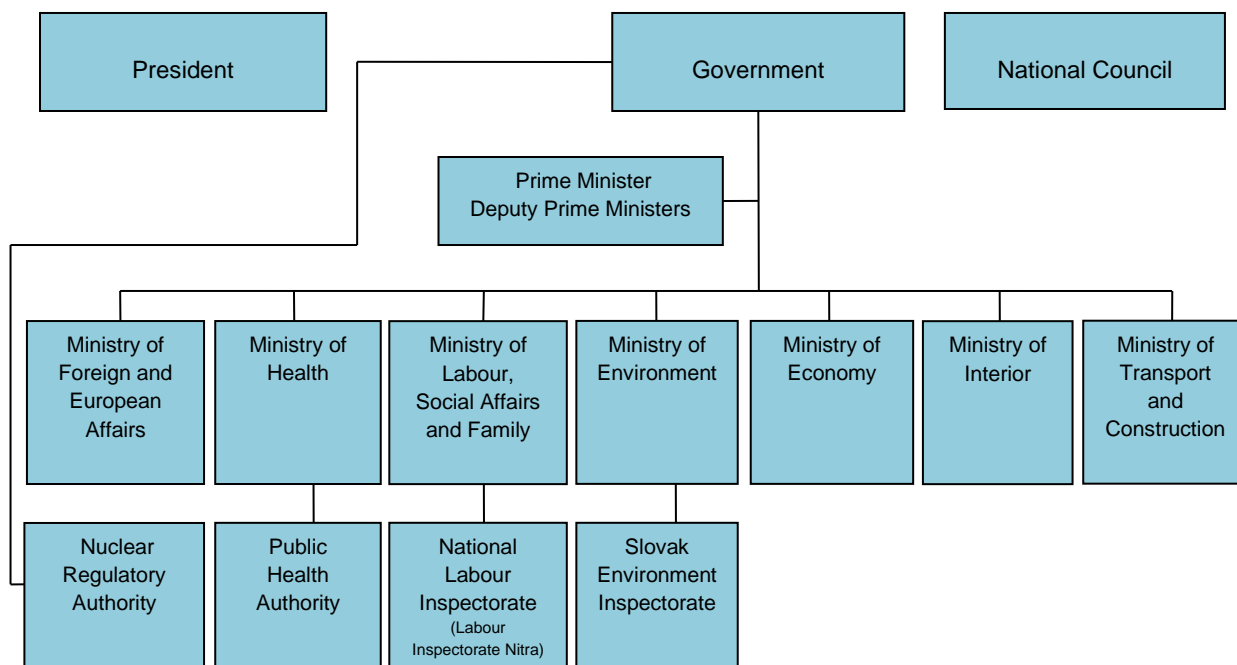 President
Government
National Council
Prime Minister
Deputy Prime Ministers
Ministry of
Foreign and
European
Affairs
Ministry of
Health
Ministry of
Labour,
Social Affairs
and Family
Ministry of
Environment
Ministry of
Economy
Ministry of
Interior
Ministry of
Transport
and
Construction
Nuclear
Regulatory
Authority
Public
Health
Authority
National
Labour
Inspectorate
(Labour
Inspectorate Nitra)
Slovak
Environment
Inspectorate